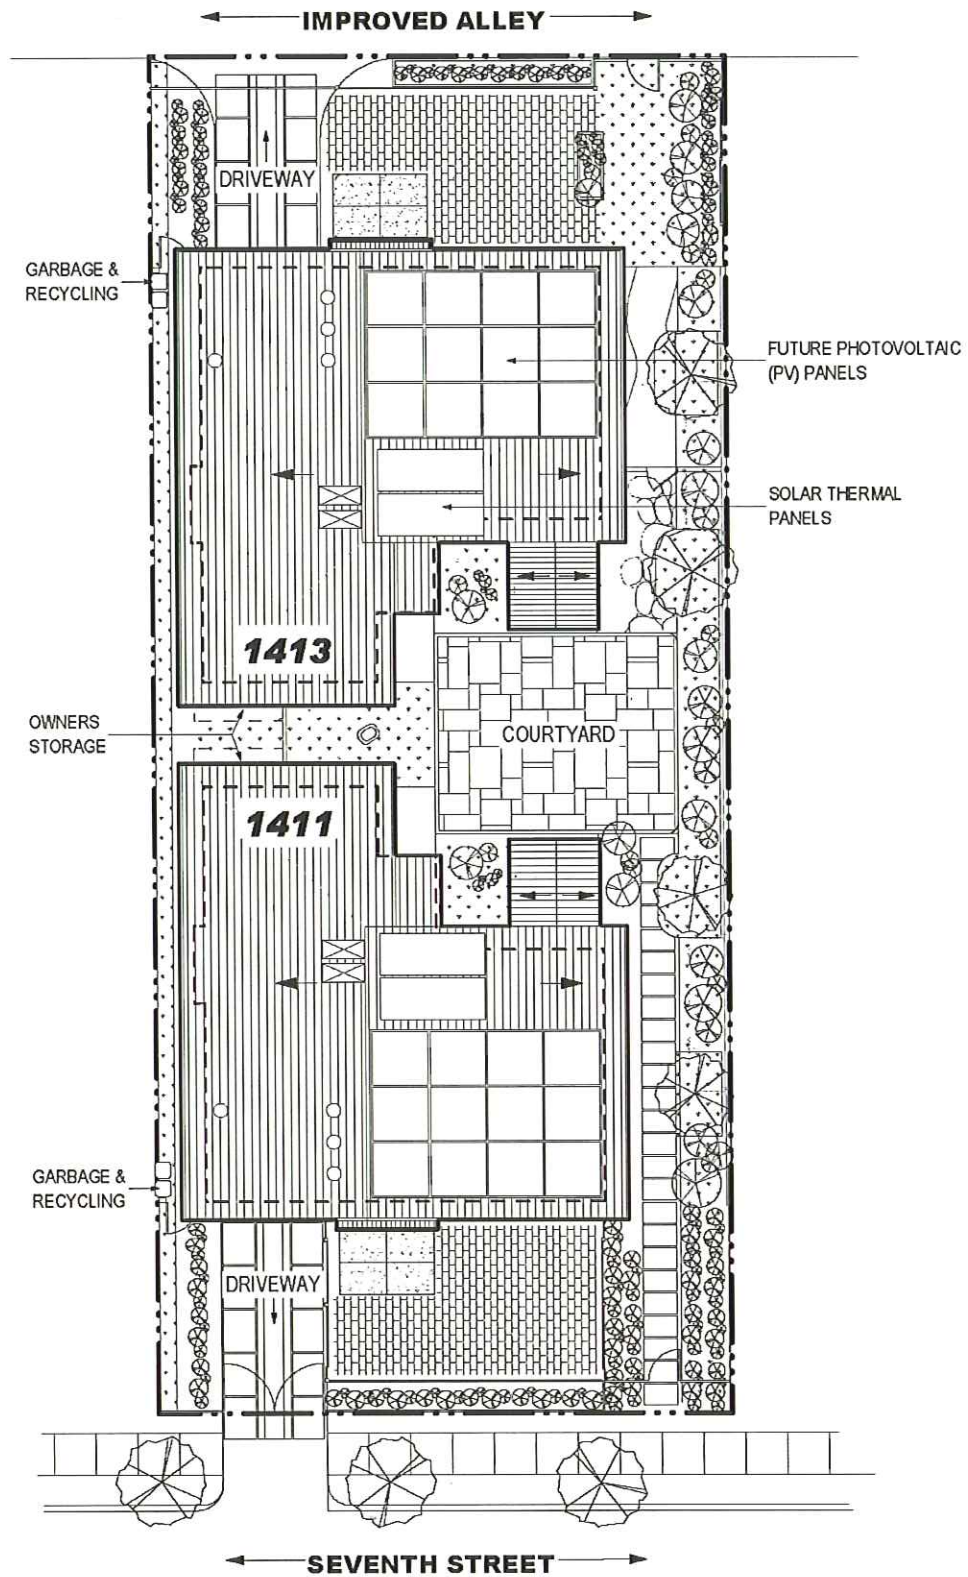 IMPROVED ALLEY
DRIVEWAY
GARBAGE &
RECYCLING
FUTURE PHOTOVOLTAIC
(PV) PANELS
SOLAR THERMAL
PANELS
1413
OWNERS
STORAGE
COURTYARD
1411
GARBAGE &
RECYCLING
DRIVEWAY
SEVENTH STREET